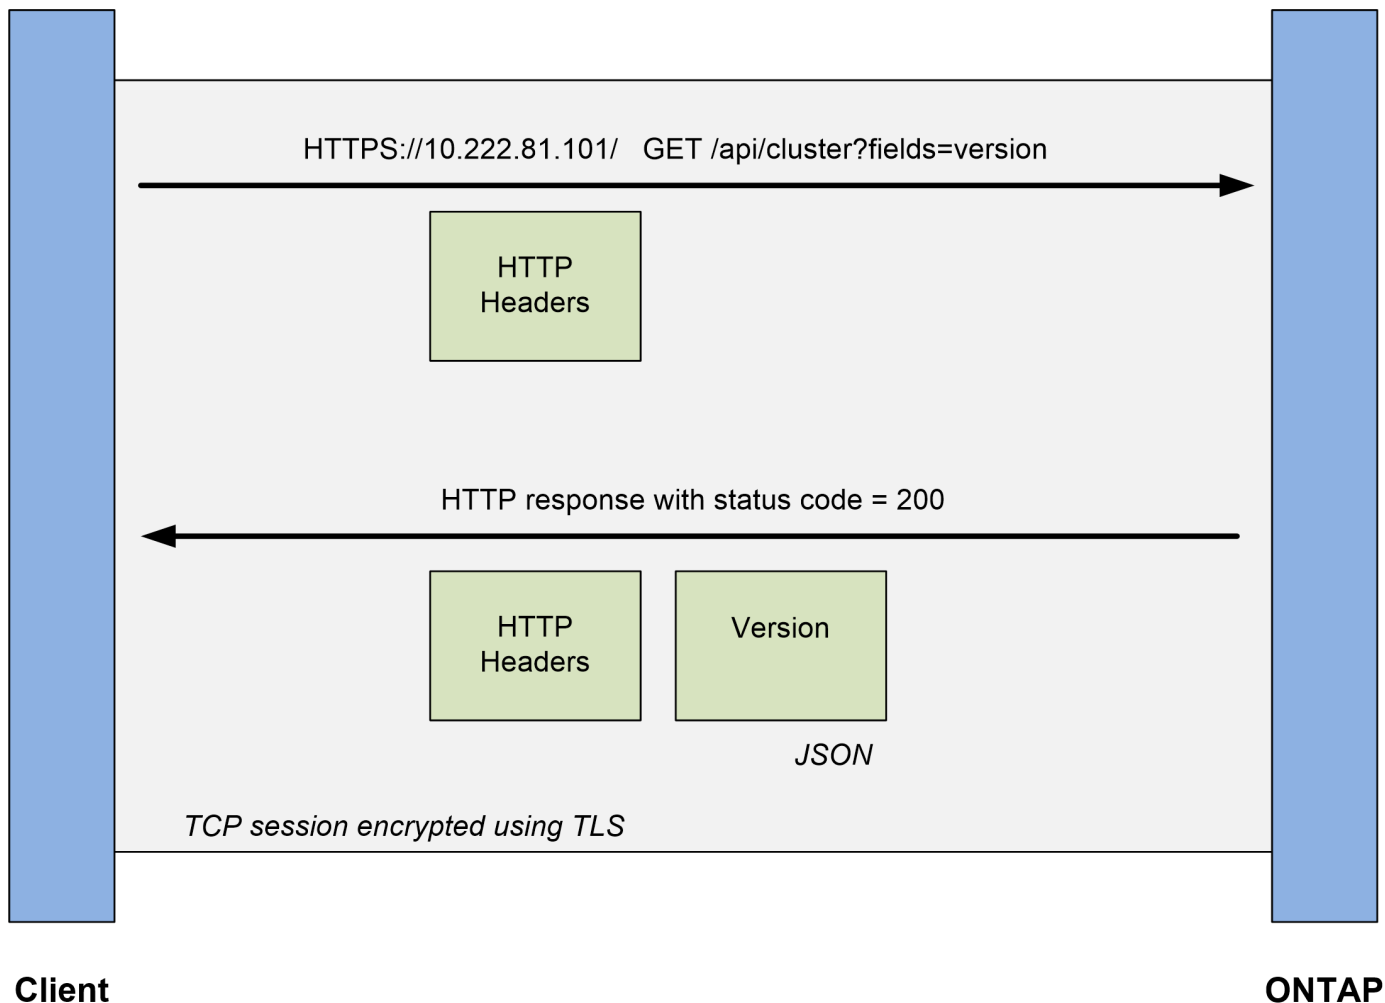 HTTPS://10.222.81.101/   GET /api/cluster?fields=version
HTTP
Headers
HTTP response with status code = 200
HTTP
Headers
Version
JSON
TCP session encrypted using TLS
Client
ONTAP